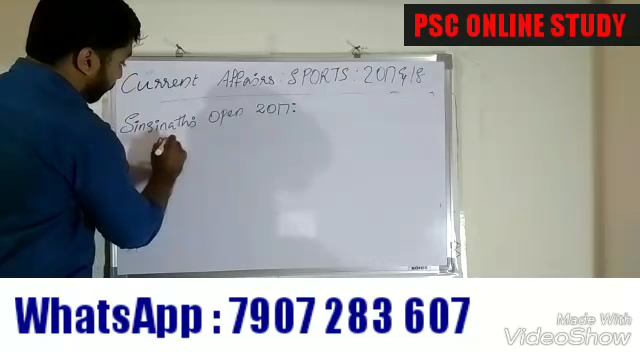 PSC ONLINE STUDY
Current Affairs : SPORTS : 2017 & 18
Sinsinathi Open 2017:
WhatsApp : 7907 283 607
Made With
VideoShow